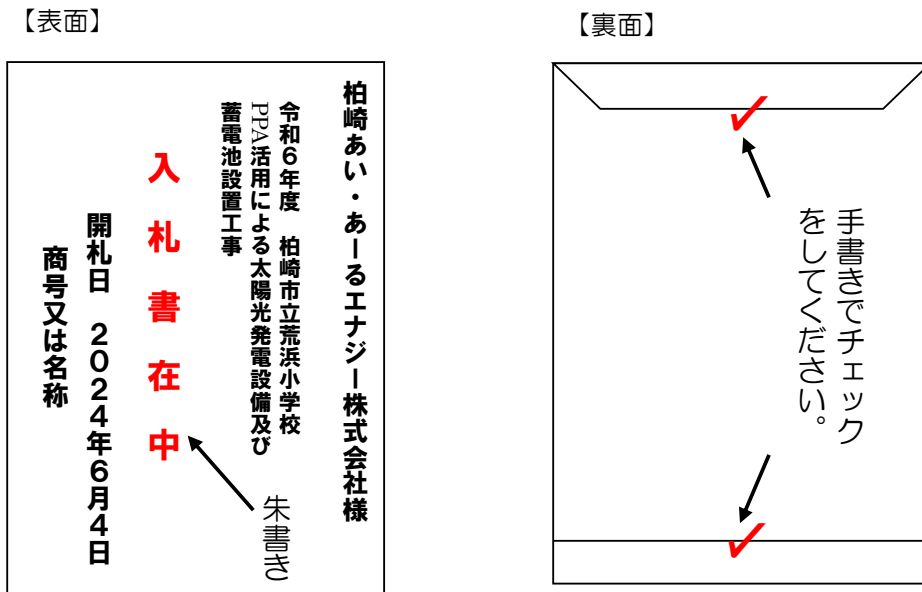 【表面】
柏崎あい・あーるエナジー株式会社様
令和６年度　柏崎市立荒浜小学校
PPA活用による太陽光発電設備及び
蓄電池設置工事
入札書在中
開札日　２０２４年６月４日
商号又は名称
朱書き
【裏面】
手書きでチェック
をしてください。